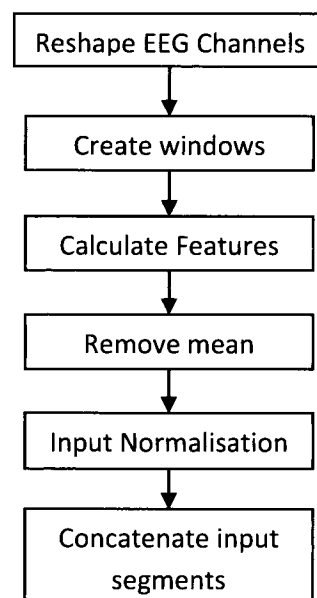 Reshape EEG Channels
Create windows
Calculate Features
Remove mean
Input Normalisation
Concatenate input
segments